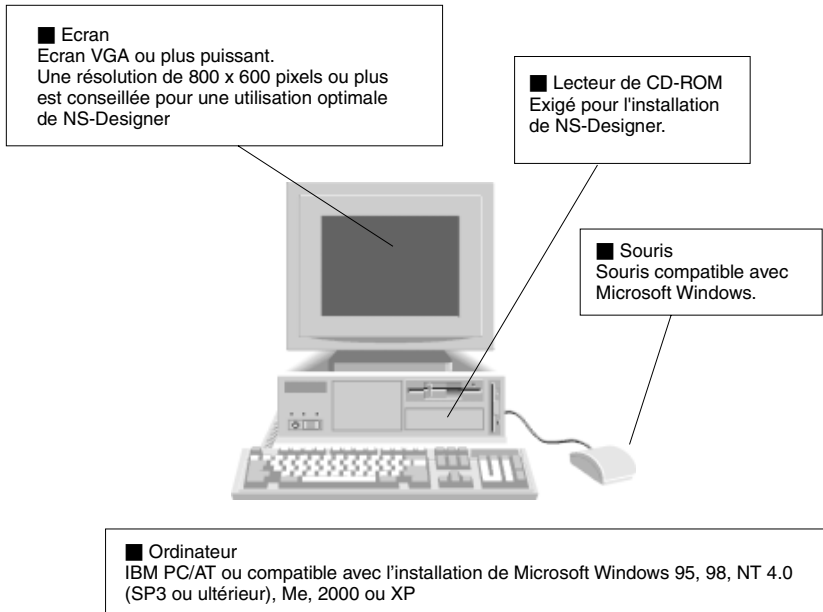 ■ Ecran
Ecran VGA ou plus puissant.
Une résolution de 800 x 600 pixels ou plus
est conseillée pour une utilisation optimale
de NS-Designer
■ Lecteur de CD-ROM
Exigé pour l'installation
de NS-Designer.
■ Souris
Souris compatible avec
Microsoft Windows.
■ Ordinateur
IBM PC/AT ou compatible avec l’installation de Microsoft Windows 95, 98, NT 4.0
(SP3 ou ultérieur), Me, 2000 ou XP